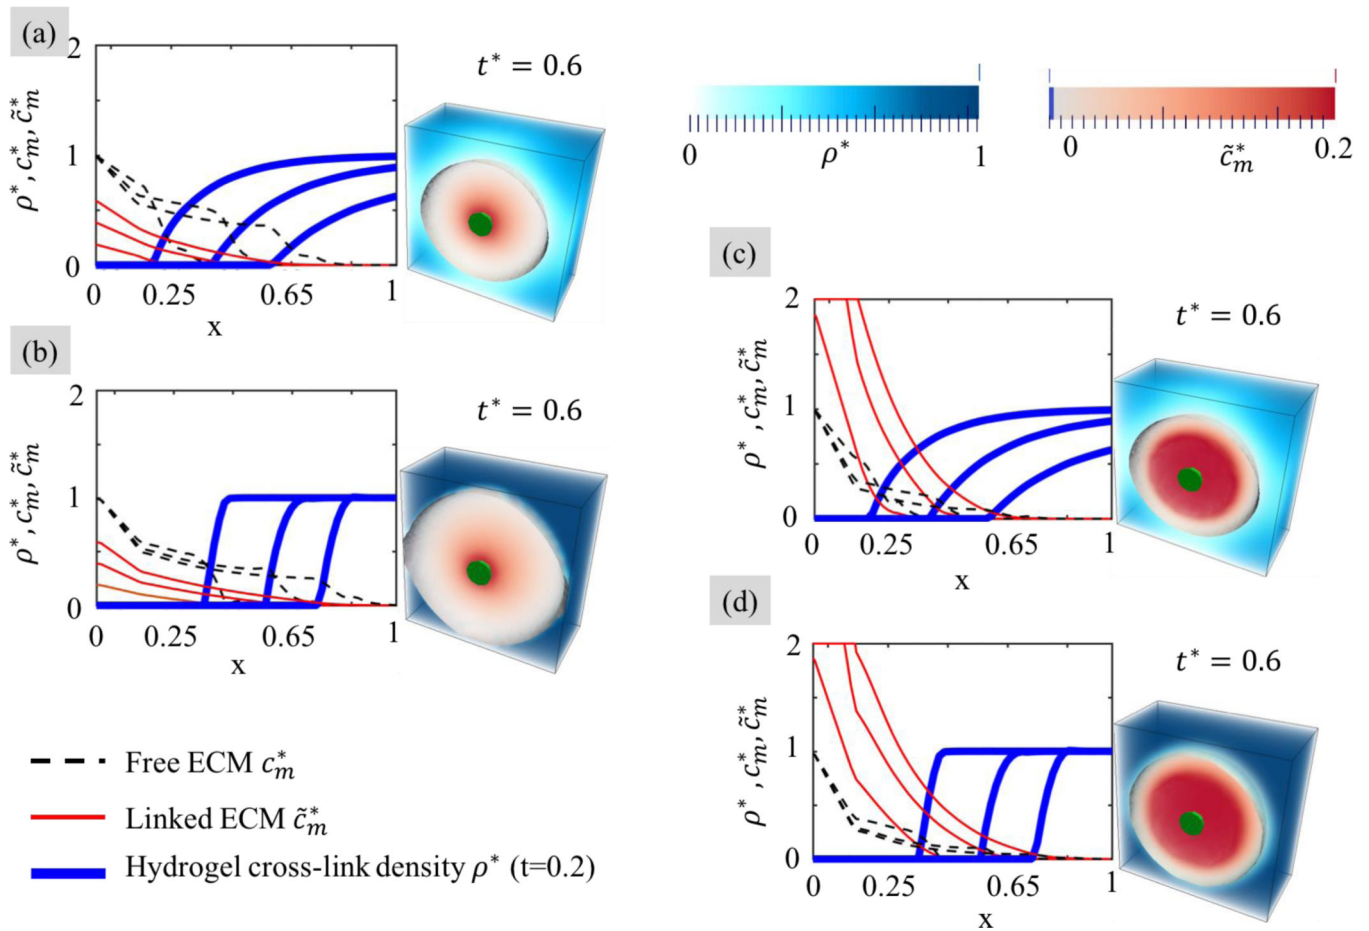 (a)
2
1
0
ρ*, c*ₘ, c̃*ₘ
0 0.25 0.65 1
x
t* = 0.6
0 ρ* 1
0 c̃*ₘ 0.2
(b)
2
1
0
ρ*, c*ₘ, c̃*ₘ
0 0.25 0.65 1
x
t* = 0.6
(c)
2
1
0
ρ*, c*ₘ, c̃*ₘ
0 0.25 0.65 1
x
t* = 0.6
(d)
2
1
0
ρ*, c*ₘ, c̃*ₘ
0 0.25 0.65 1
x
t* = 0.6
Free ECM c*ₘ
Linked ECM c̃*ₘ
Hydrogel cross-link density ρ* (t=0.2)